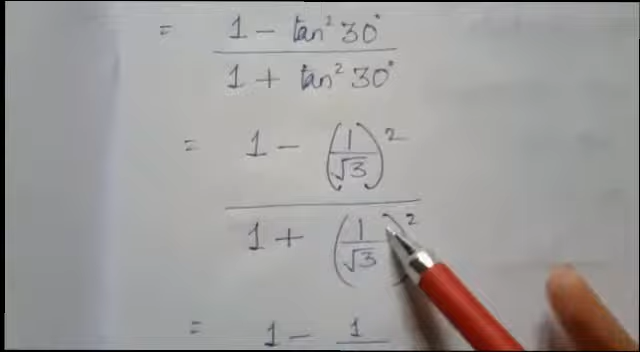 = 1 - tan² 30°
1 + tan² 30°
= 1 - (1/√3)²
1 + (1/√3)²
= 1 - 1